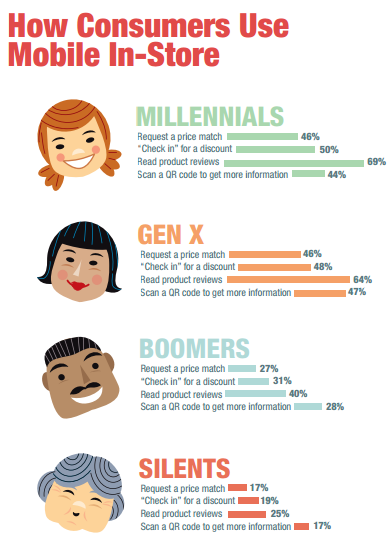 How Consumers Use
Mobile In-Store
MILLENNIALS
Request a price match 46%
“Check in” for a discount 50%
Read product reviews 69%
Scan a QR code to get more information 44%
GEN X
Request a price match 46%
“Check in” for a discount 48%
Read product reviews 64%
Scan a QR code to get more information 47%
BOOMERS
Request a price match 27%
“Check in” for a discount 31%
Read product reviews 40%
Scan a QR code to get more information 28%
SILENTS
Request a price match 17%
“Check in” for a discount 19%
Read product reviews 25%
Scan a QR code to get more information 17%